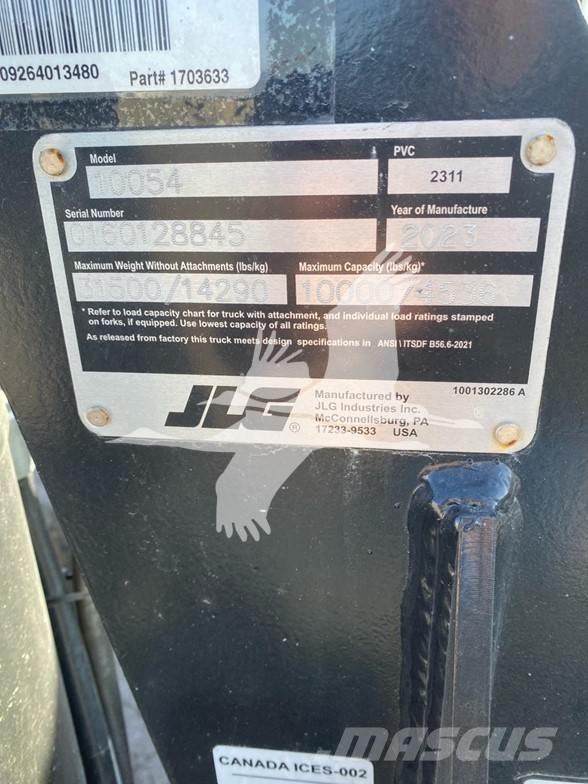 09264013480 Part# 1703633
Model PVC
10054 2311
Serial Number Year of Manufacture
0160128845 2023
Maximum Weight Without Attachments (lbs/kg) Maximum Capacity (lbs/kg)*
31500/14290
* Refer to load capacity chart for truck with attachment, and individual load ratings stamped
on forks, if equipped. Use lowest capacity of all ratings.
As released from factory this truck meets design specifications in ANSI \ ITSDF B56.6-2021
JLG ®
Manufactured by 1001302286 A
JLG Industries Inc.
McConnellsburg, PA
17233-9533 USA
CANADA ICES-002
MASCUS